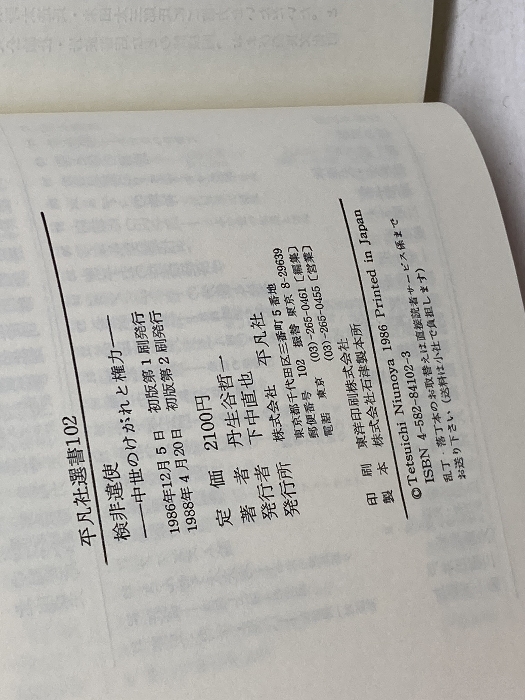 平凡社選書102
検非違使
――中世のけがれと権力――
1986年12月5日 初版第1刷発行
1988年4月20日 初版第2刷発行
定価 2100円
著者 丹生谷哲一
発行者 下中直也
発行所 株式会社 平凡社
東京都千代田区三番町5番地
郵便番号 102 振替 東京 8-29639
電話 東京 (03)-265-0461〔編集〕
(03)-265-0455〔営業〕
印刷 東洋印刷株式会社
製本 株式会社石津製本所
©Tetsuichi Niunoya 1986 Printed in Japan
ISBN 4-582-84102-3
乱丁・落丁本のお取替えは直接読者サービス係まで
お送り下さい(送料は小社で負担します)